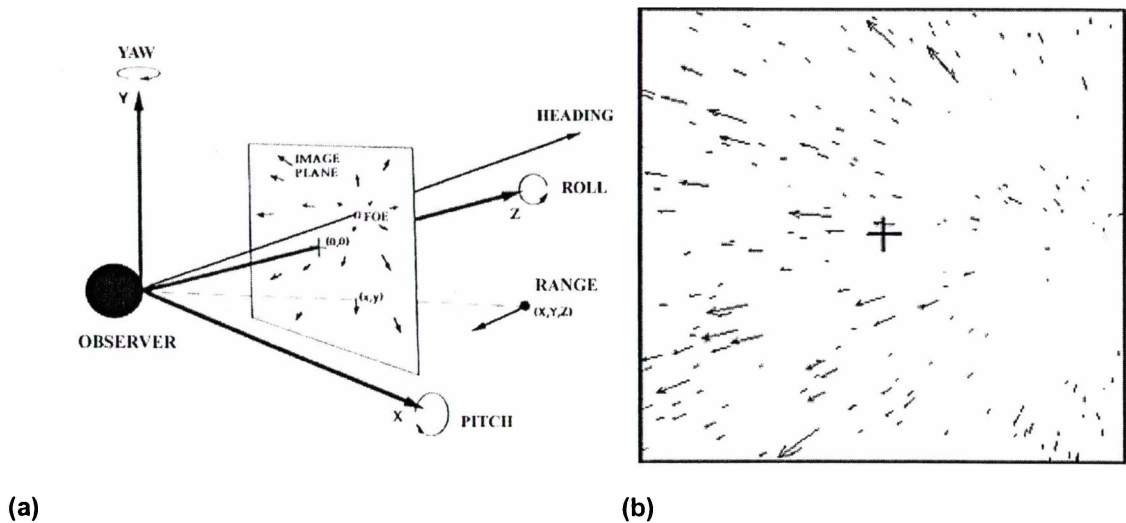 YAW
Y
HEADING
IMAGE
PLANE
ROLL
Z
FOE
(0,0)
(x,y)
RANGE
(X,Y,Z)
OBSERVER
X
PITCH
(a)
(b)